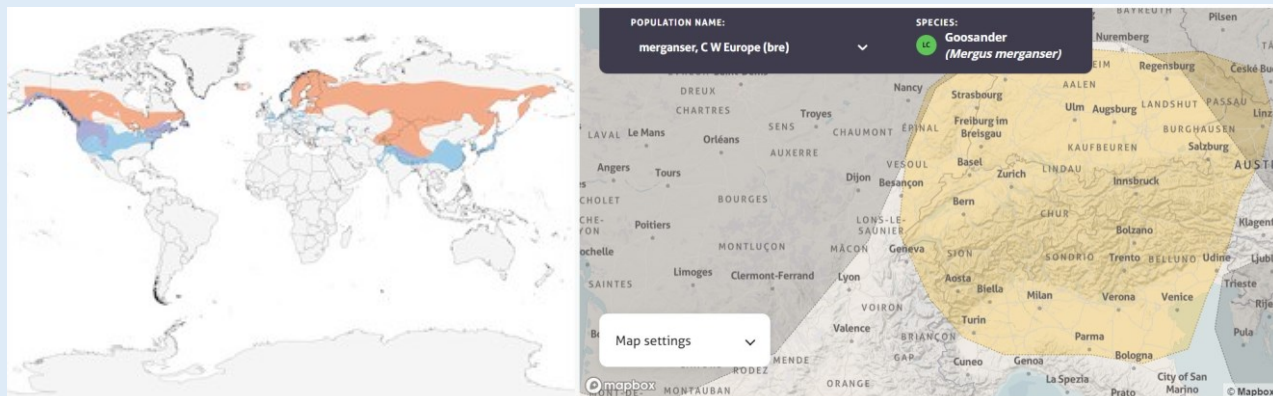 POPULATION NAME:
merganser, C W Europe (bre)
SPECIES:
LC
Goosander
(Mergus merganser)
BAYREUTH
Pilsen
Nuremberg
DREUX
CHARTRES
Troyes
Nancy
Strasbourg
AALEN
Regensburg
České Bu
LAVAL
Le Mans
Orléans
SENS
CHAUMONT
ÉPINAL
Freiburg im
Breisgau
Ulm
Augsburg
LANDSHUT
PASSAU
Linz
Angers
Tours
AUXERRE
VESOUL
Basel
Zurich
LINDAU
KAUFBEUREN
BURGHAUSEN
Salzburg
AUST
CHOLET
BOURGES
Dijon
Besançon
Bern
Innsbruck
Poitiers
LONS-LE-
SAUNIER
CHUR
Bolzano
Klagenf
ochelle
MONTLUÇON
MÂCON
Geneva
SION
SONDRIO
Trento
BELLUNO
Udine
Ljubl
SAINTES
Limoges
Clermont-Ferrand
Lyon
Aosta
Biella
Milan
Verona
Venice
Trieste
Rije
VOIRON
Turin
Pula
Map settings
Valence
BRIANÇON
Parma
Bologna
MENDE
GAP
Cuneo
Genoa
RODEZ
La Spezia
City of San
Marino
mapbox
MONTAUBAN
ORANGE
Prato
© Mapbox